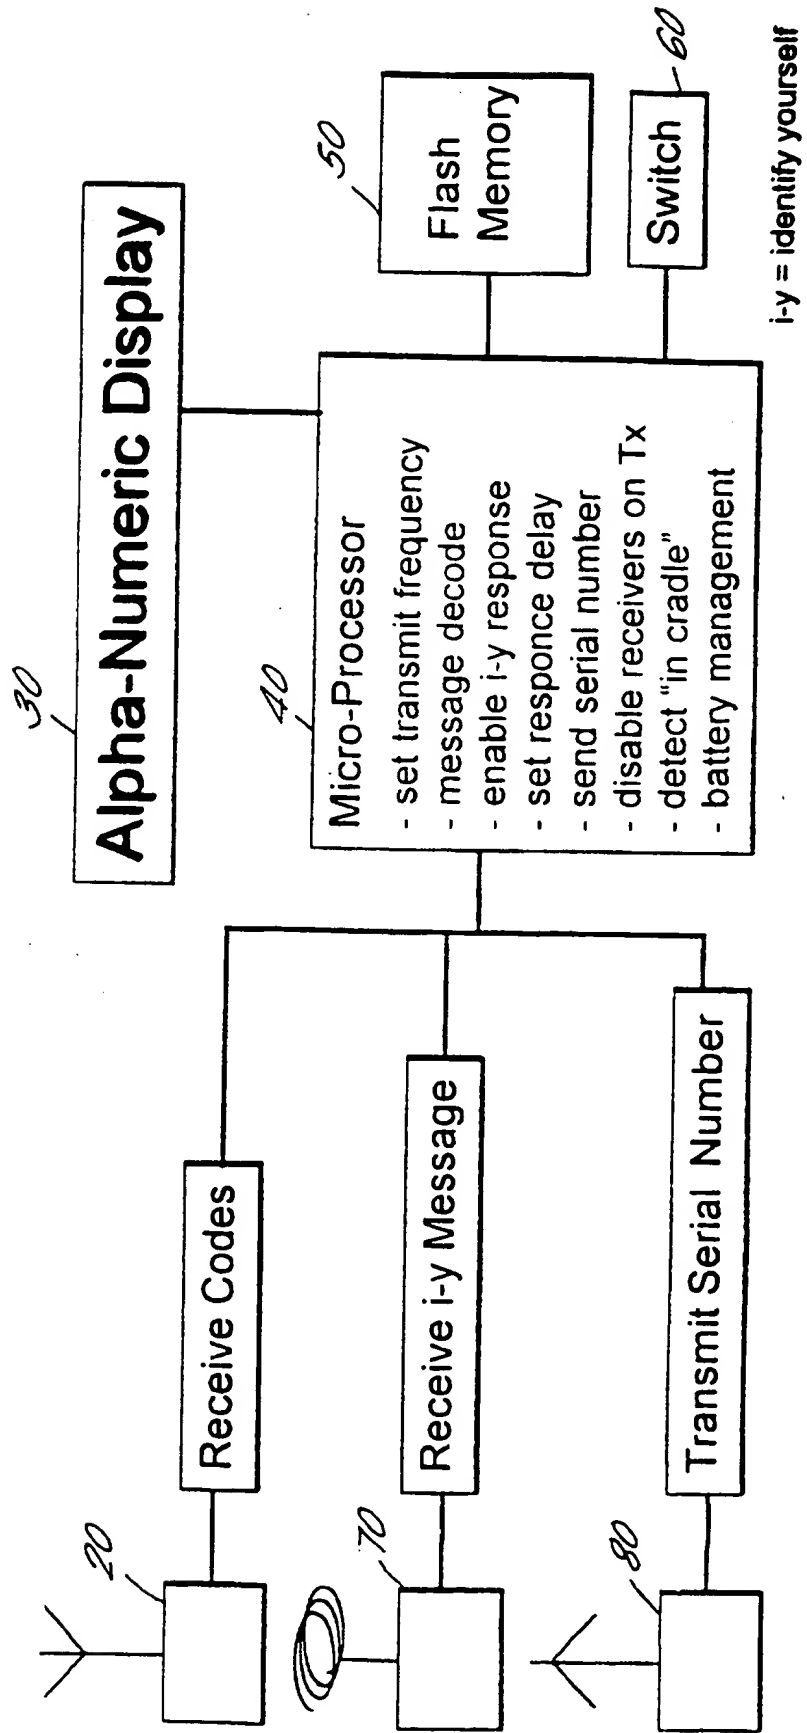 30
Alpha-Numeric Display
20
Receive Codes
70
Receive i-y Message
80
Transmit Serial Number
40
Micro-Processor
- set transmit frequency
- message decode
- enable i-y response
- set responce delay
- send serial number
- disable receivers on Tx
- detect "in cradle"
- battery management
50
Flash
Memory
60
Switch
i-y = identify yourself